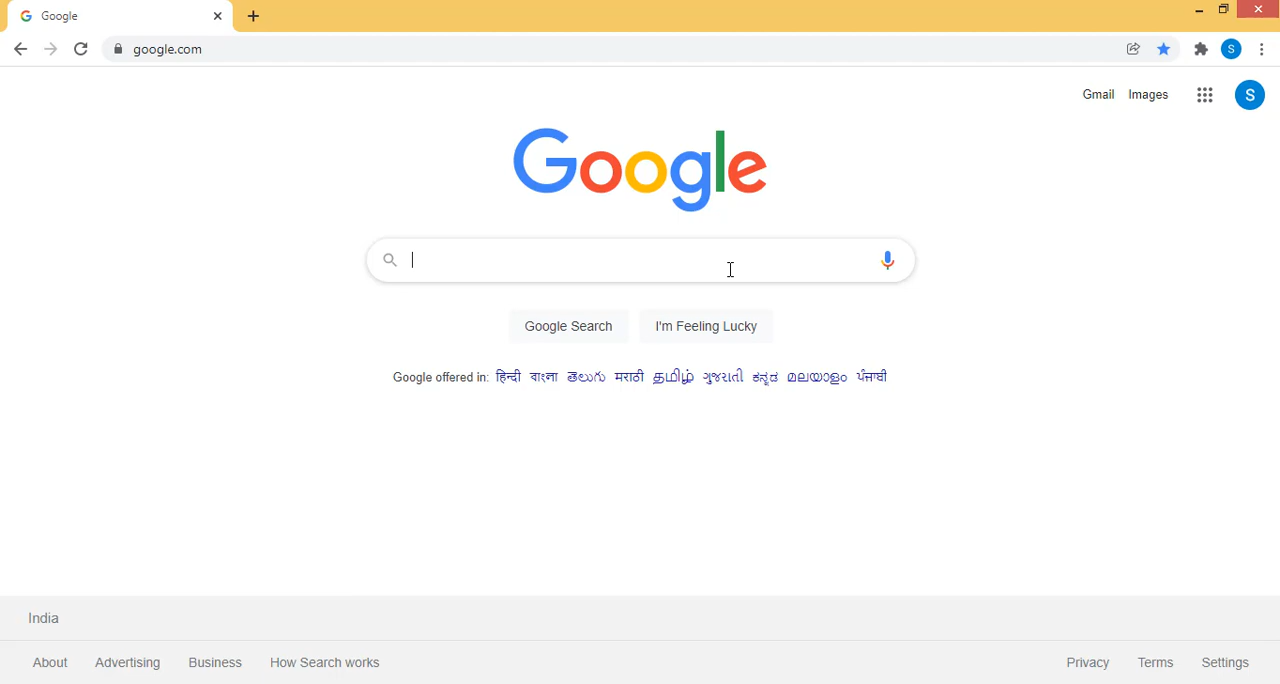 Google
google.com
S
Gmail Images
S
Google
Google Search I'm Feeling Lucky
Google offered in: हिन्दी বাংলা తెలుగు मराठी தமிழ் ગુજરાતી ಕನ್ನಡ മലയാളം ਪੰਜਾਬੀ
India
About Advertising Business How Search works Privacy Terms Settings